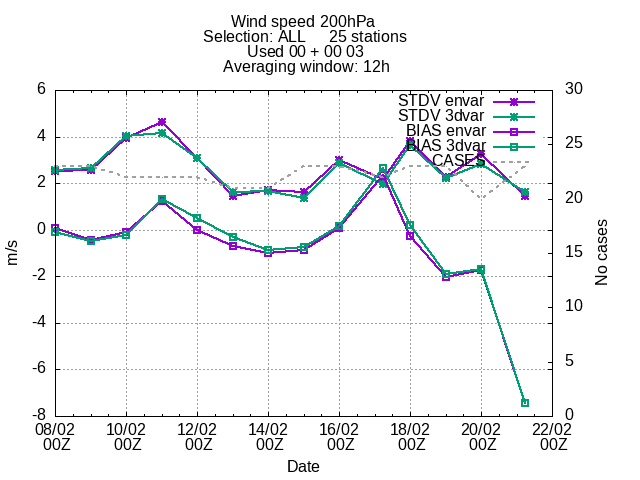 Wind speed 200hPa
Selection: ALL 25 stations
Used 00 + 00 03
Averaging window: 12h
STDV envar
STDV 3dvar
BIAS envar
BIAS 3dvar
CASES
6
4
2
0
-2
-4
-6
-8
m/s
30
25
20
15
10
5
0
No cases
08/02 10/02 12/02 14/02 16/02 18/02 20/02 22/02
00Z 00Z 00Z 00Z 00Z 00Z 00Z 00Z
Date